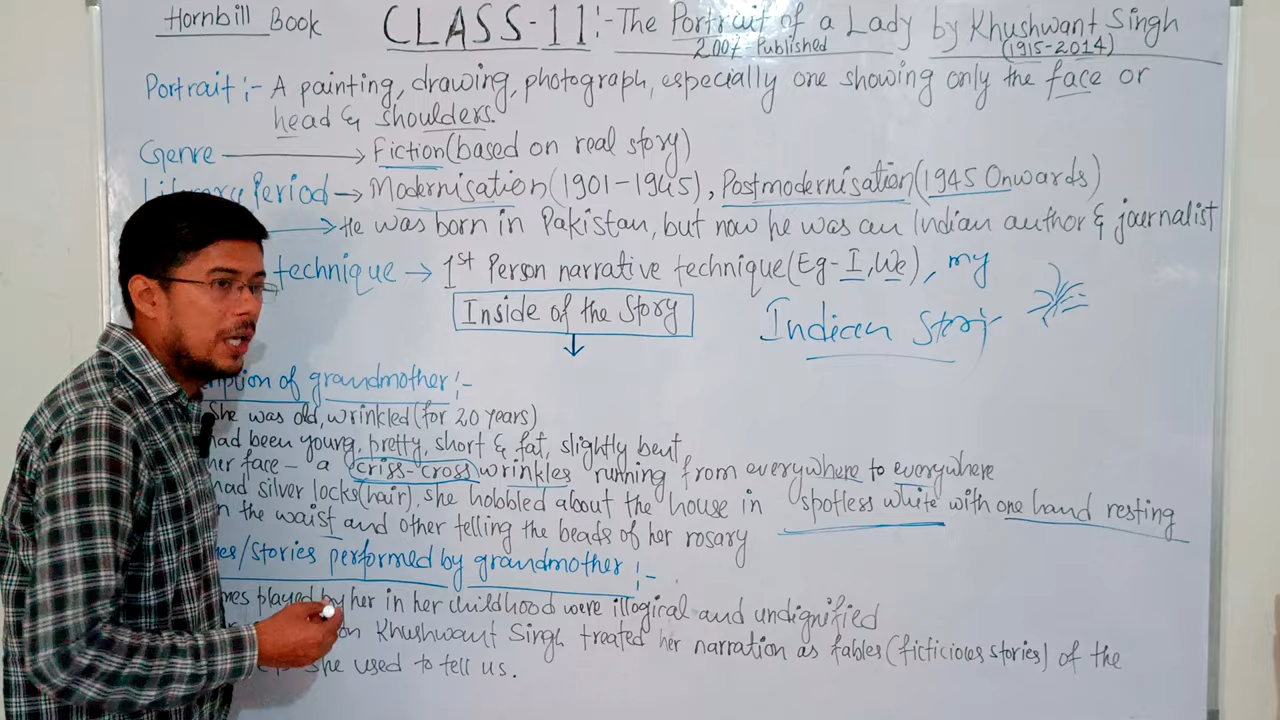 Hornbill Book
CLASS-11:- The Portrait of a Lady by Khushwant Singh
2007-Published (1915-2014)
Portrait:- A painting, drawing, photograph, especially one showing only the face or
head & shoulders.
Genre → Fiction (based on real story)
Period → Modernisation (1901-1945), Postmodernisation (1945 Onwards)
→ He was born in Pakistan, but now he was an Indian author & journalist
technique → 1st Person narrative technique (Eg- I, We), my
Inside of the Story
Indian Story
of grandmother:-
She was old, wrinkled (for 20 years)
had been young, pretty, short & fat, slightly bent
her face - a criss-cross wrinkles running from everywhere to everywhere
had silver locks (hair). she hobbled about the house in spotless white with one hand resting
the waist and other telling the beads of her rosary
/Stories performed by grandmother:-
played by her in her childhood were illogical and undignified
Khushwant Singh treated her narration as fables (ficticious stories) of the
she used to tell us.